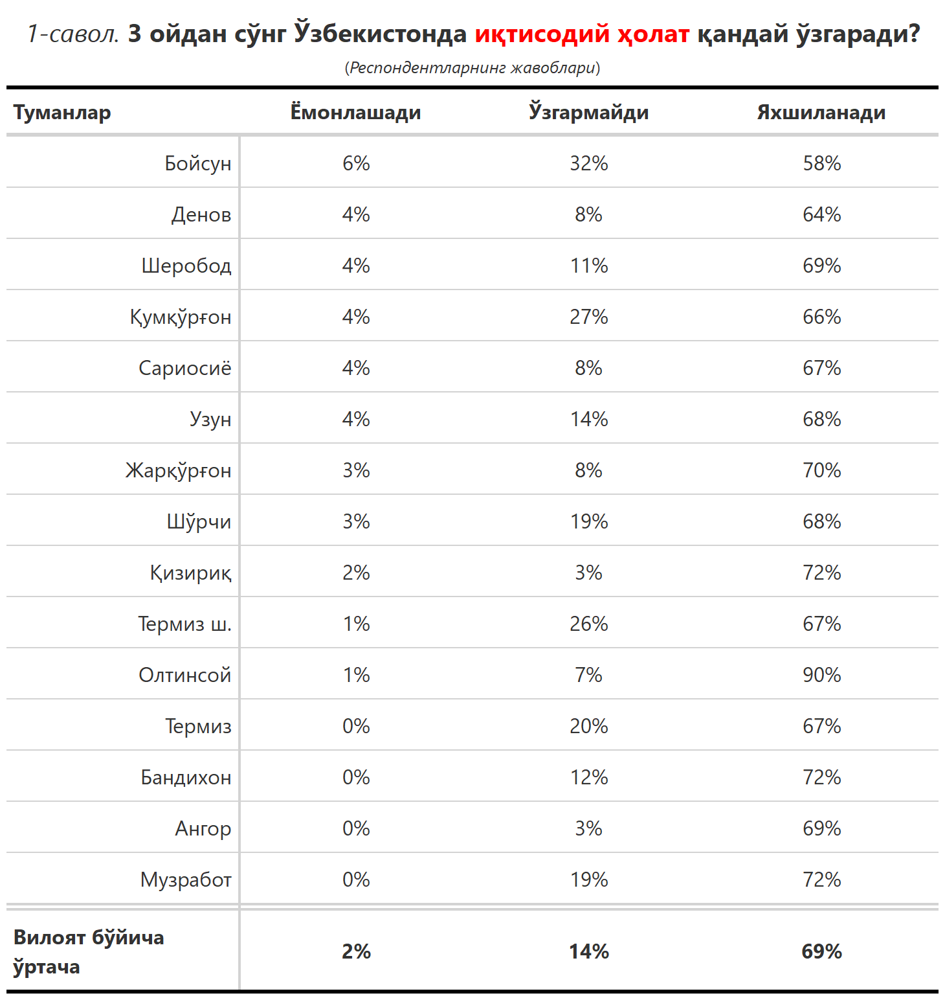 1-савол. 3 ойдан сўнг Ўзбекистонда иқтисодий ҳолат қандай ўзгаради?
(Респондентларнинг жавоблари)
Туманлар Ёмонлашади Ўзгармайди Яхшиланади
Бойсун 6% 32% 58%
Денов 4% 8% 64%
Шеробод 4% 11% 69%
Қумқўрғон 4% 27% 66%
Сариосиё 4% 8% 67%
Узун 4% 14% 68%
Жарқўрғон 3% 8% 70%
Шўрчи 3% 19% 68%
Қизириқ 2% 3% 72%
Термиз ш. 1% 26% 67%
Олтинсой 1% 7% 90%
Термиз 0% 20% 67%
Бандихон 0% 12% 72%
Ангор 0% 3% 69%
Музработ 0% 19% 72%
Вилоят бўйича
ўртача 2% 14% 69%